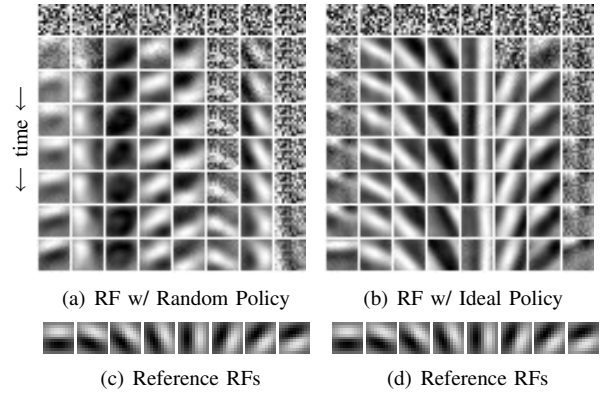 ← time ←
(a) RF w/ Random Policy
(b) RF w/ Ideal Policy
(c) Reference RFs
(d) Reference RFs